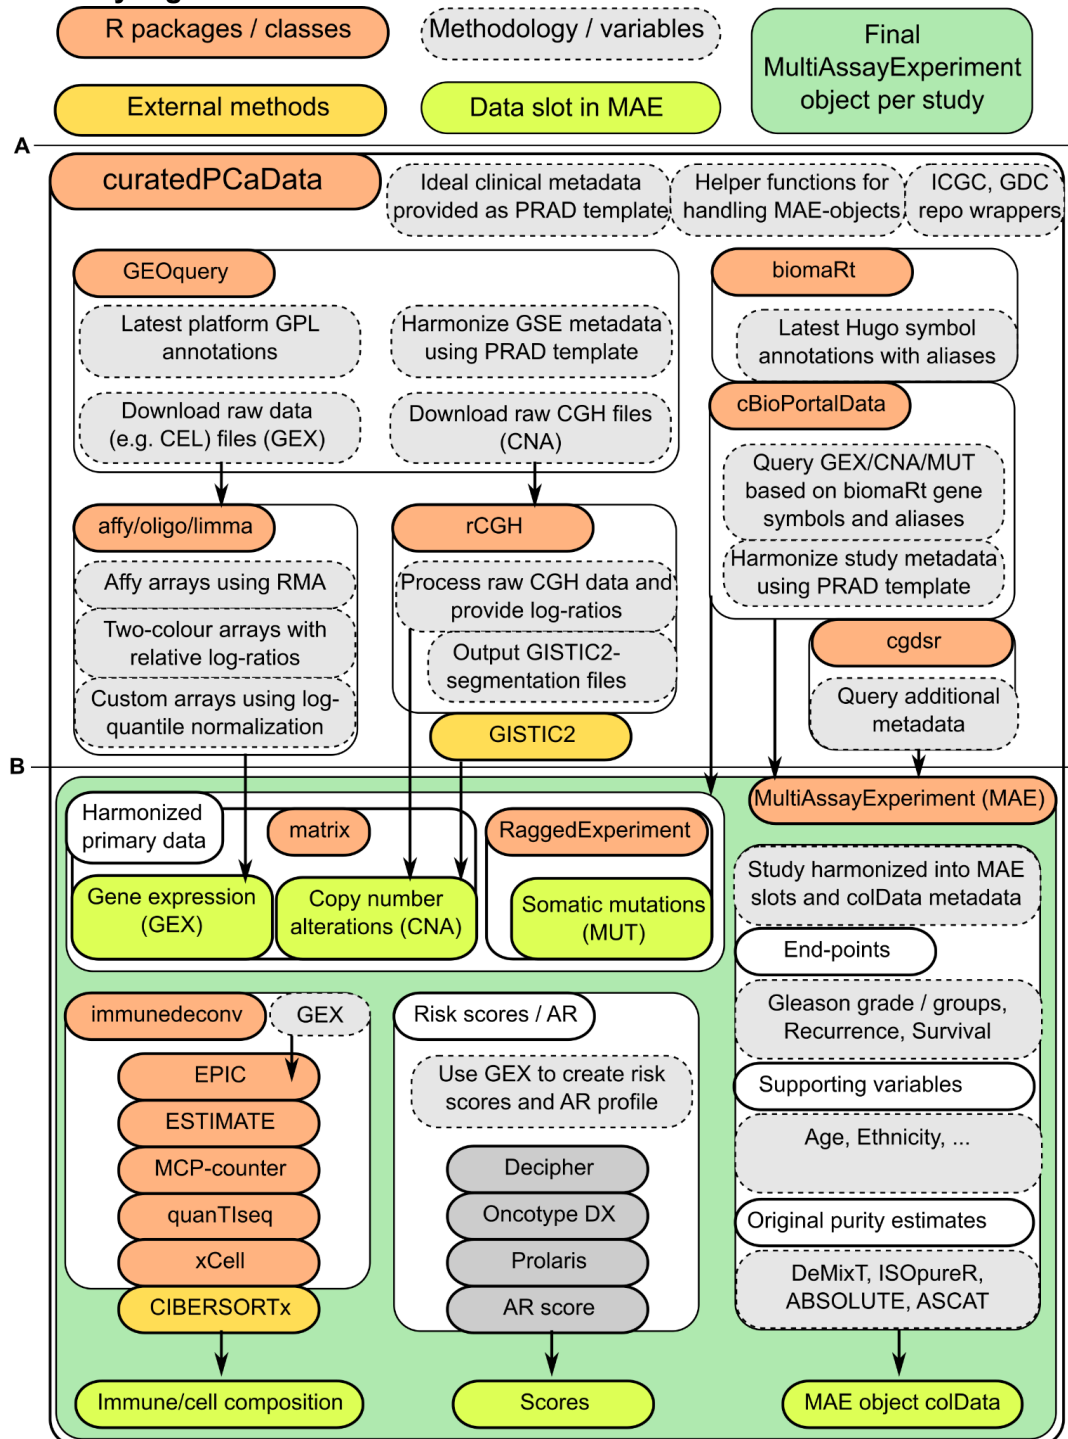 R packages / classes
Methodology / variables
Final
MultiAssayExperiment
object per study
External methods
Data slot in MAE
A
curatedPCaData
Ideal clinical metadata
provided as PRAD template
Helper functions for
handling MAE-objects
ICGC, GDC
repo wrappers
GEOquery
Latest platform GPL
annotations
Harmonize GSE metadata
using PRAD template
Download raw data
(e.g. CEL) files (GEX)
Download raw CGH files
(CNA)
biomaRt
Latest Hugo symbol
annotations with aliases
cBioPortalData
Query GEX/CNA/MUT
based on biomaRt gene
symbols and aliases
Harmonize study metadata
using PRAD template
affy/oligo/limma
Affy arrays using RMA
Two-colour arrays with
relative log-ratios
Custom arrays using log-
quantile normalization
rCGH
Process raw CGH data and
provide log-ratios
Output GISTIC2-
segmentation files
GISTIC2
cgdsr
Query additional
metadata
B
Harmonized
primary data
matrix
RaggedExperiment
Gene expression
(GEX)
Copy number
alterations (CNA)
Somatic mutations
(MUT)
MultiAssayExperiment (MAE)
Study harmonized into MAE
slots and colData metadata
End-points
Gleason grade / groups,
Recurrence, Survival
Supporting variables
Age, Ethnicity, ...
Original purity estimates
DeMixT, ISOpureR,
ABSOLUTE, ASCAT
MAE object colData
immunedeconv
GEX
EPIC
ESTIMATE
MCP-counter
quanTIseq
xCell
CIBERSORTx
Immune/cell composition
Risk scores / AR
Use GEX to create risk
scores and AR profile
Decipher
Oncotype DX
Prolaris
AR score
Scores